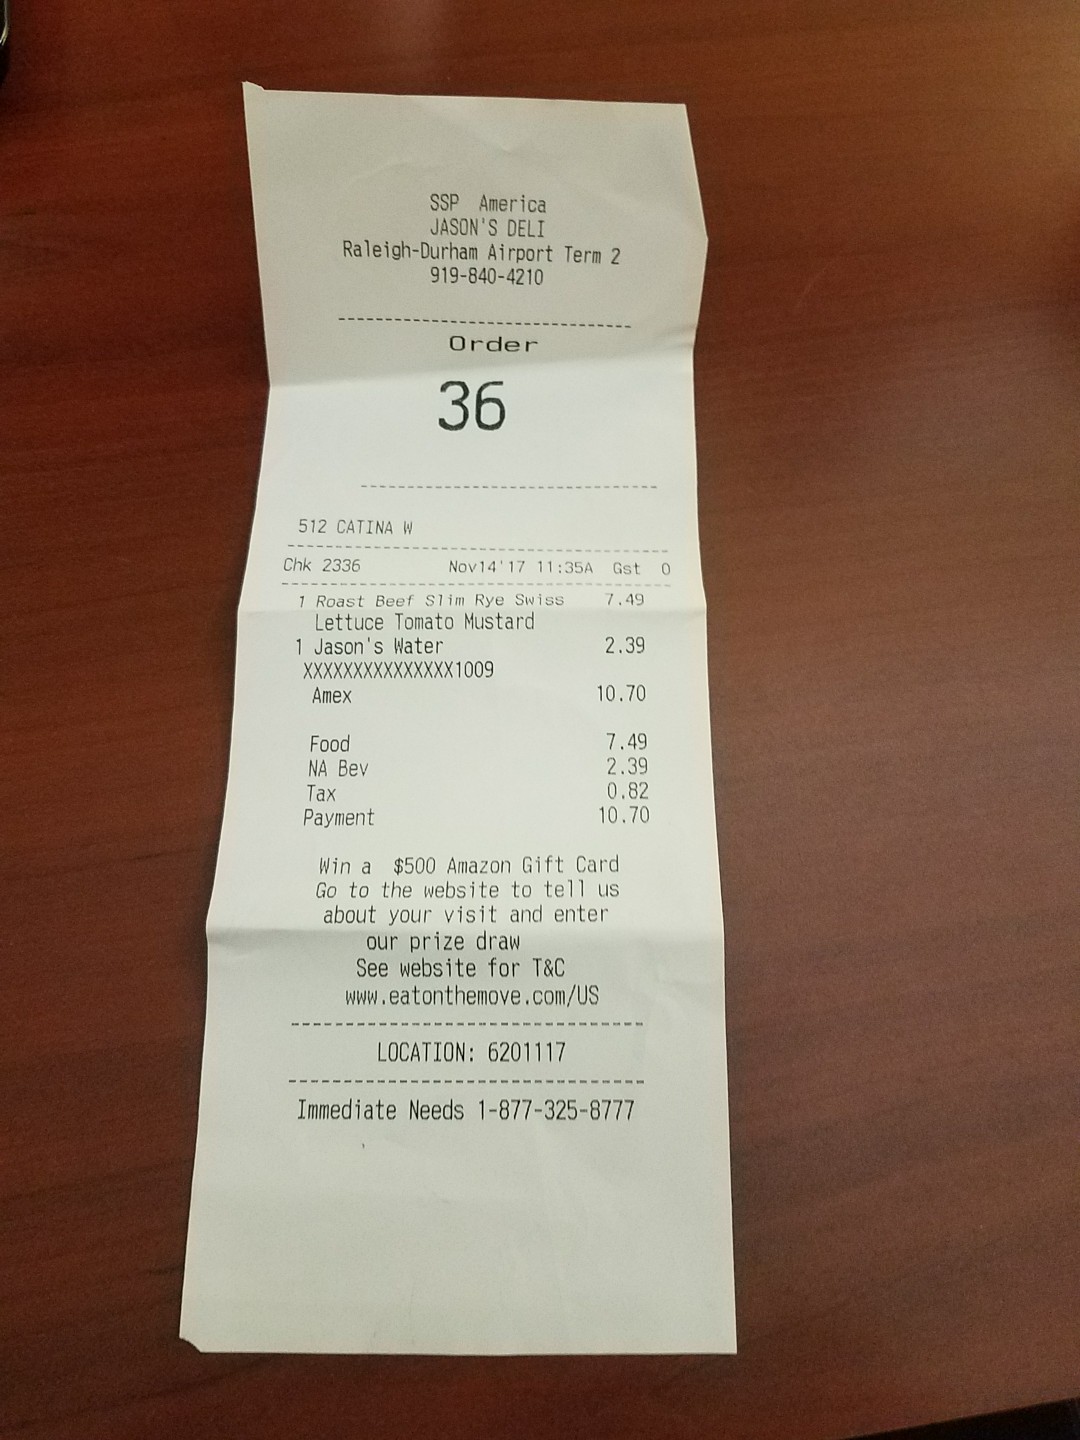 SSP America
JASON'S DELI
Raleigh-Durham Airport Term 2
919-840-4210
------------------------------
Order
36
------------------------------
512 CATINA W
----------------------------------------
Chk 2336 Nov14'17 11:35A Gst 0
----------------------------------------
1 Roast Beef Slim Rye Swiss 7.49
Lettuce Tomato Mustard
1 Jason's Water 2.39
XXXXXXXXXXXXXXX1009
Amex 10.70
Food 7.49
NA Bev 2.39
Tax 0.82
Payment 10.70
Win a $500 Amazon Gift Card
Go to the website to tell us
about your visit and enter
our prize draw
See website for T&C
www.eatonthemove.com/US
------------------------------
LOCATION: 6201117
------------------------------
Immediate Needs 1-877-325-8777